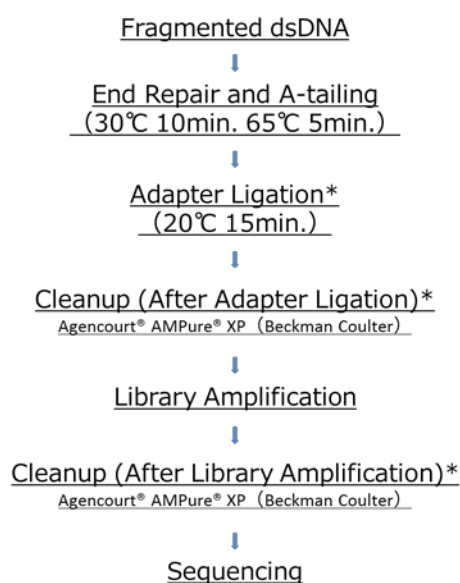 Fragmented dsDNA
End Repair and A-tailing
（30℃ 10min. 65℃ 5min.）
Adapter Ligation*
（20℃ 15min.）
Cleanup (After Adapter Ligation)*
Agencourt® AMPure® XP（Beckman Coulter）
Library Amplification
Cleanup (After Library Amplification)*
Agencourt® AMPure® XP（Beckman Coulter）
Sequencing